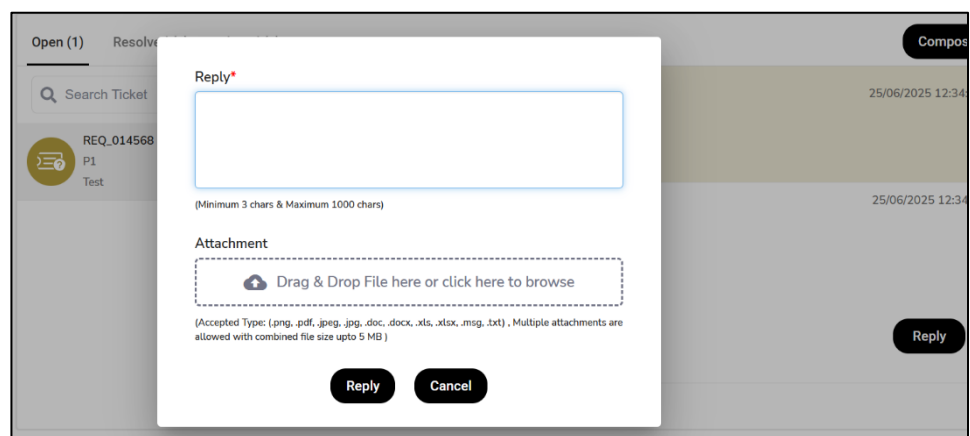 Open (1)
Compos
Reply*
Search Ticket
25/06/2025 12:34:
REQ_014568
P1
Test
(Minimum 3 chars & Maximum 1000 chars)
25/06/2025 12:34
Attachment
Drag & Drop File here or click here to browse
(Accepted Type: (.png, .pdf, .jpeg, .jpg, .doc, .docx, .xls, .xlsx, .msg, .txt) , Multiple attachments are
allowed with combined file size upto 5 MB )
Reply
Reply
Cancel